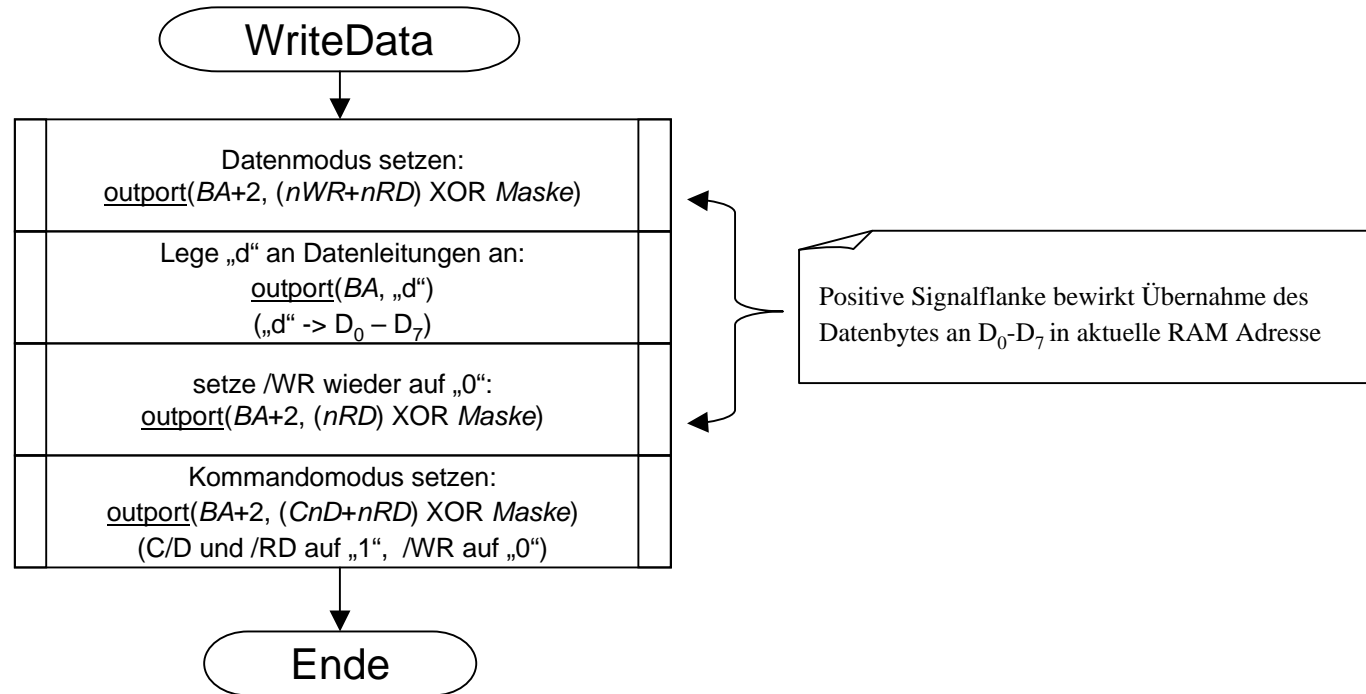 WriteData
Datenmodus setzen:
outport(BA+2, (nWR+nRD) XOR Maske)
Lege „d“ an Datenleitungen an:
outport(BA, „d“)
(„d“ -> D0 – D7)
setze /WR wieder auf „0“:
outport(BA+2, (nRD) XOR Maske)
Kommandomodus setzen:
outport(BA+2, (CnD+nRD) XOR Maske)
(C/D und /RD auf „1“, /WR auf „0“)
Ende
Positive Signalflanke bewirkt Übernahme des
Datenbytes an D0-D7 in aktuelle RAM Adresse